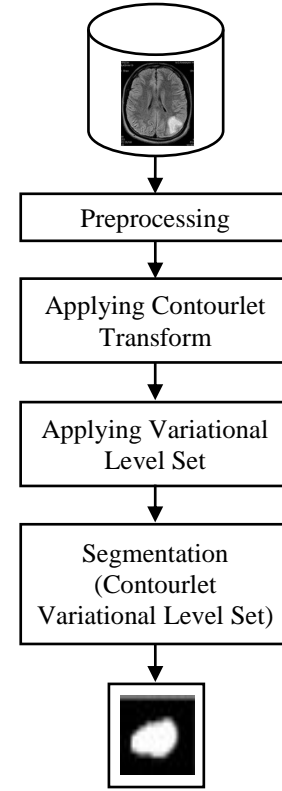 Preprocessing
Applying Contourlet
Transform
Applying Variational
Level Set
Segmentation
(Contourlet
Variational Level Set)